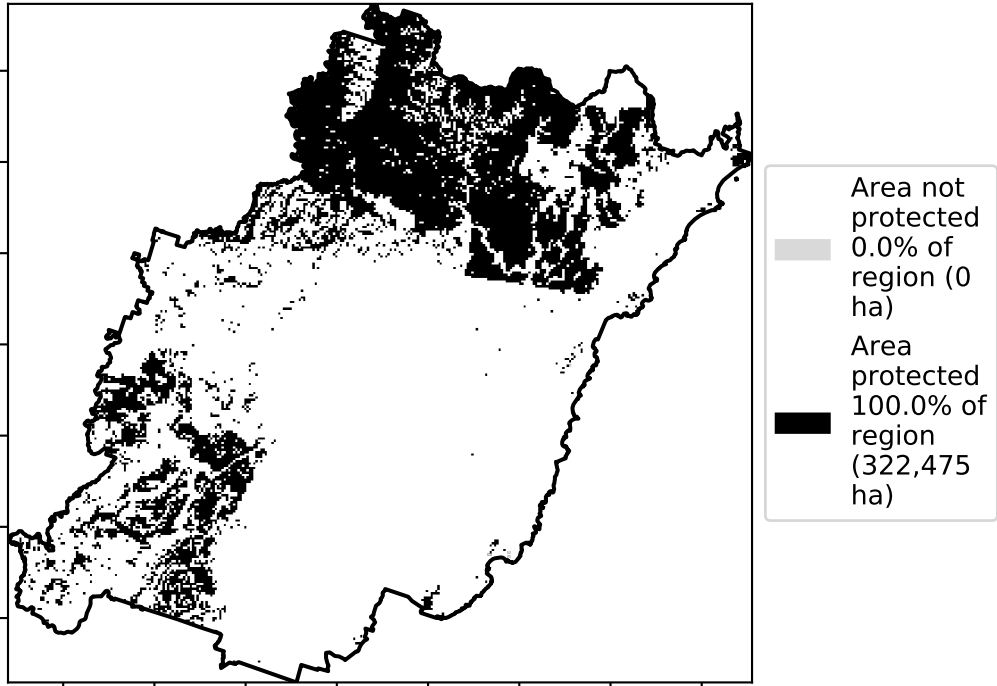 Area not
protected
0.0% of
region (0
ha)
Area
protected
100.0% of
region
(322,475
ha)